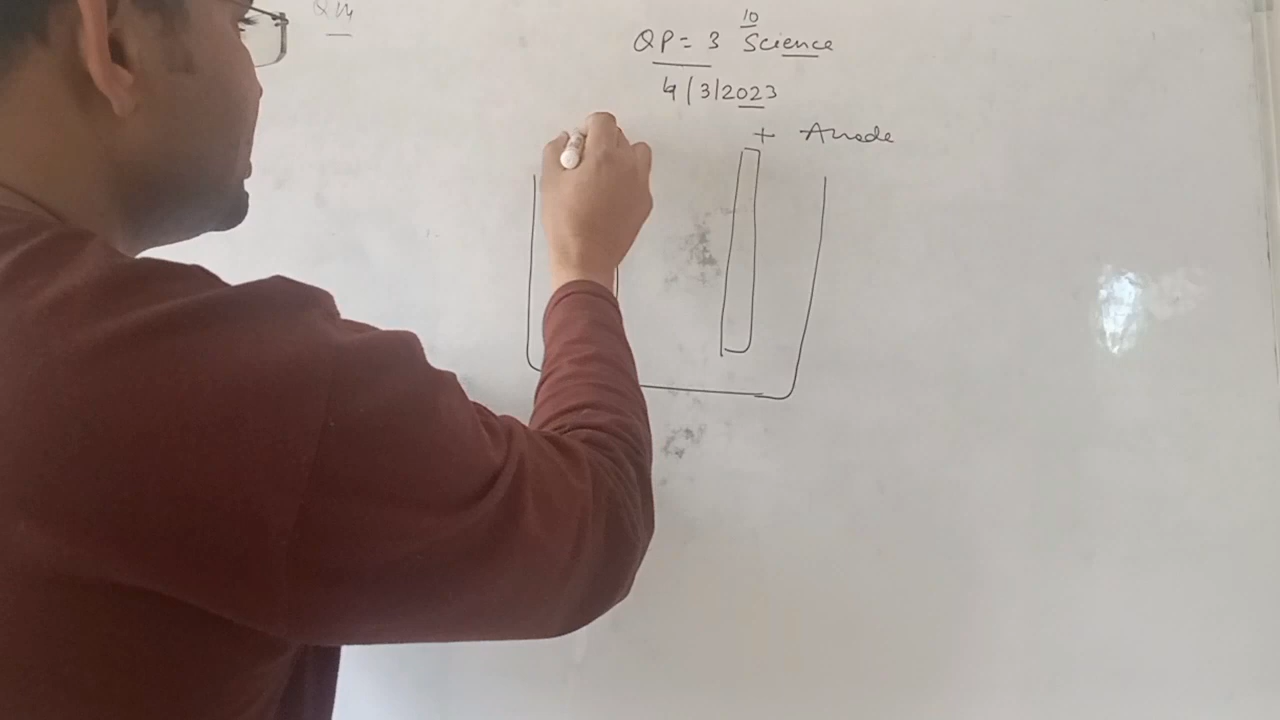 10
QP = 3 Science
4/3/2023
+ Anode